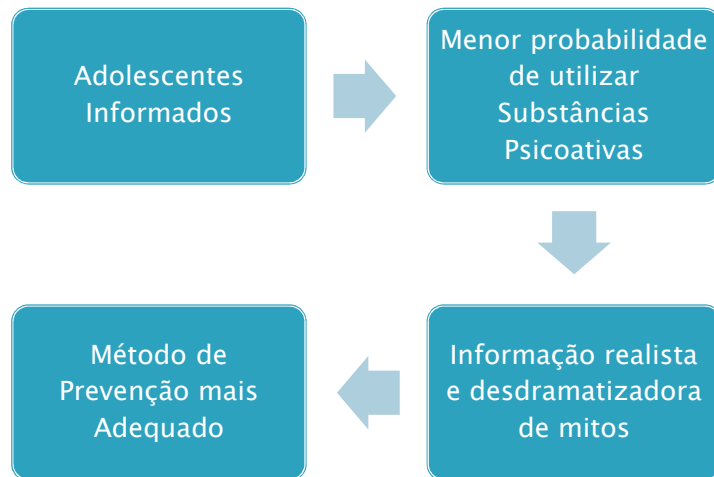 Adolescentes
Informados
Menor probabilidade
de utilizar
Substâncias
Psicoativas
Informação realista
e desdramatizadora
de mitos
Método de
Prevenção mais
Adequado